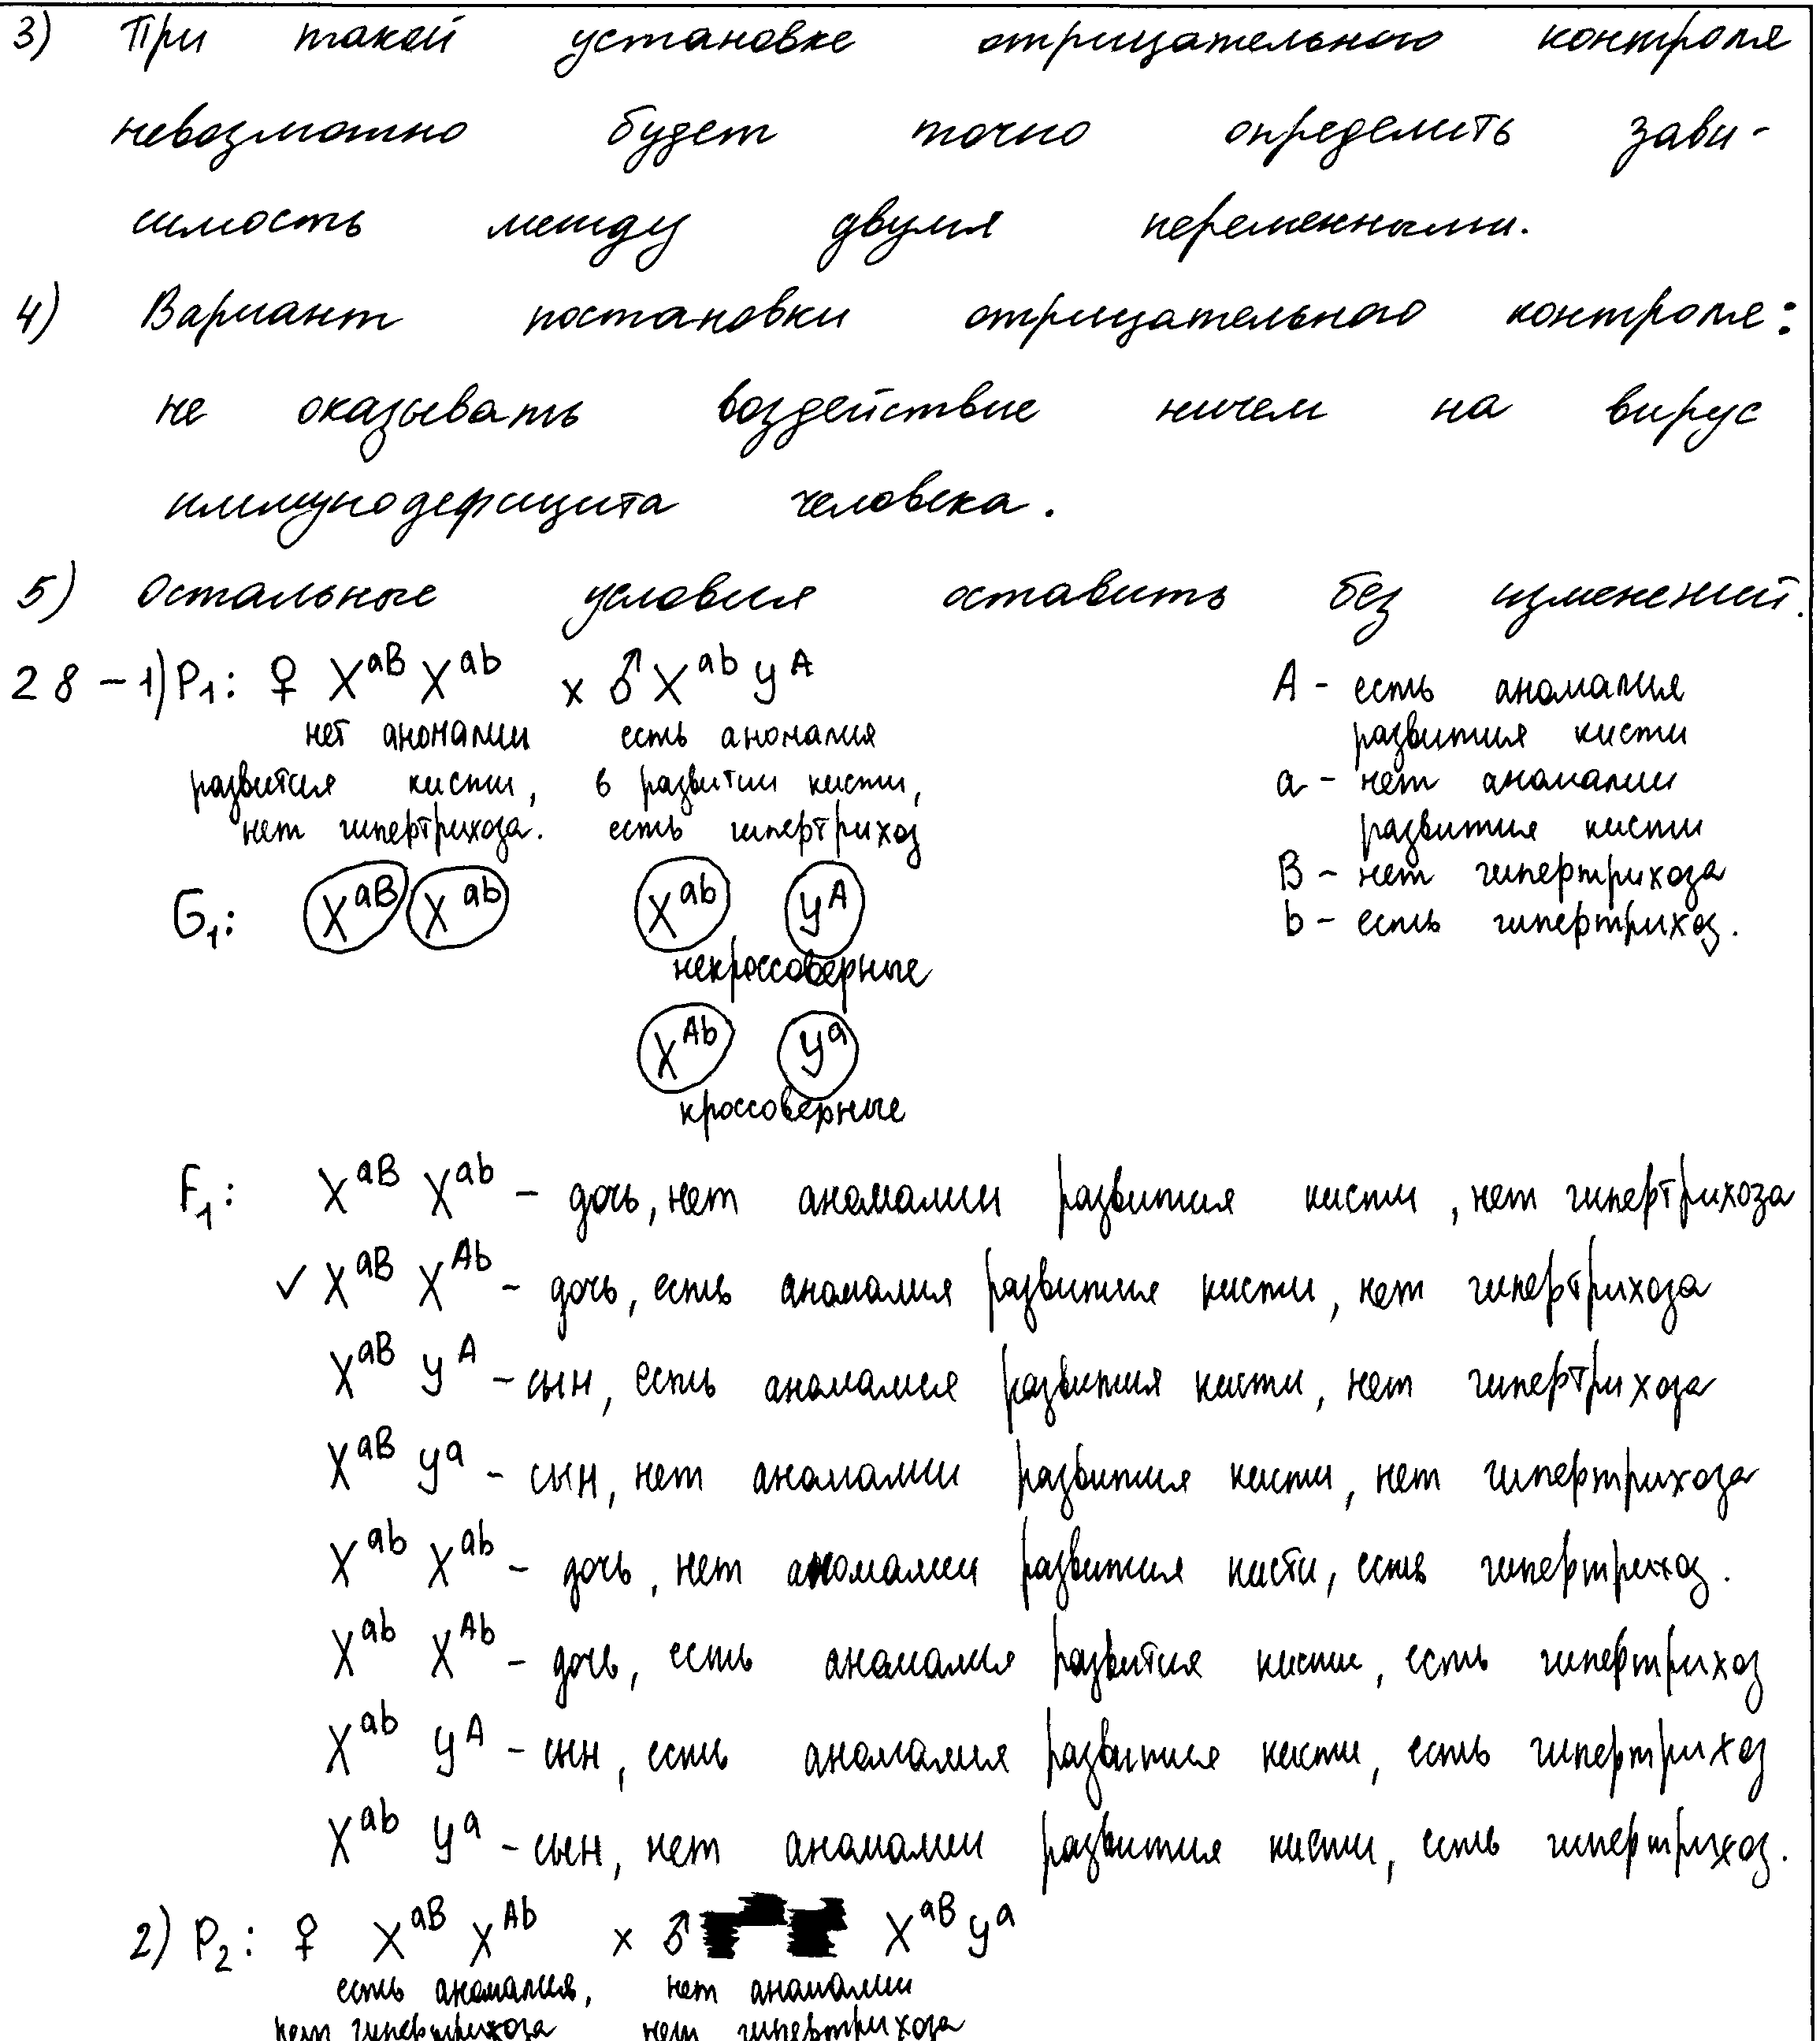 3) При такой установке отрицательного контроля
невозможно будет точно определить зави-
симость между двумя переменными.
4) Вариант постановки отрицательного контроля:
не оказывать воздействие ничем на вирус
иммунодефицита человека.
5) Остальные условия оставить без изменений.
28 - 1) P₁: ♀ X^aB X^ab x ♂ X^ab У^A
A - есть аномалия
нет аномалии есть аномалия
развития кисти
развития кисти, в развитии кисти,
a - нет аномалии
нет гипертрихоза. есть гипертрихоз
развития кисти
B - нет гипертрихоза
b - есть гипертрихоз.
G₁: X^aB X^ab X^ab У^A
некроссоверные
X^Ab У^a
кроссоверные
F₁: X^aB X^ab - дочь, нет аномалии развития кисти, нет гипертрихоза
✓ X^aB X^Ab - дочь, есть аномалия развития кисти, нет гипертрихоза
X^aB У^A - сын, есть аномалия развития кисти, нет гипертрихоза
X^aB У^a - сын, нет аномалии развития кисти, нет гипертрихоза
X^ab X^ab - дочь, нет аномалии развития кисти, есть гипертрихоз.
X^ab X^Ab - дочь, есть аномалия развития кисти, есть гипертрихоз
X^ab У^A - сын, есть аномалия развития кисти, есть гипертрихоз
X^ab У^a - сын, нет аномалии развития кисти, есть гипертрихоз.
2) P₂: ♀ X^aB X^Ab x ♂ X^aB У^a
есть аномалия, нет аномалии
нет гипертрихоза нет гипертрихоза